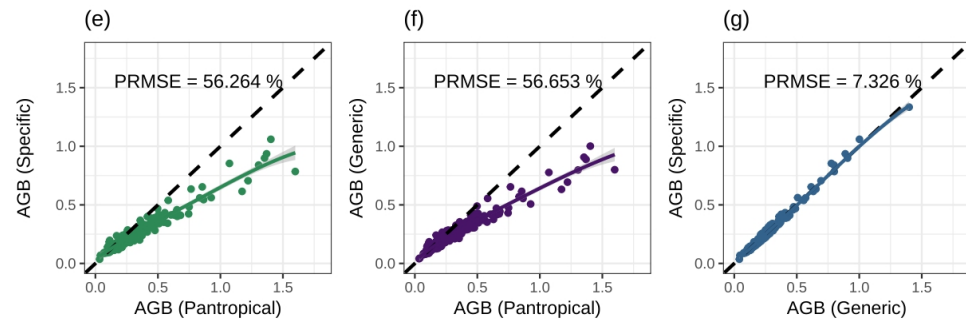 (e)
PRMSE = 56.264 %
1.5
1.0
0.5
0.0
0.0 0.5 1.0 1.5
AGB (Pantropical)
AGB (Specific)
(f)
PRMSE = 56.653 %
1.5
1.0
0.5
0.0
0.0 0.5 1.0 1.5
AGB (Pantropical)
AGB (Generic)
(g)
PRMSE = 7.326 %
1.5
1.0
0.5
0.0
0.0 0.5 1.0 1.5
AGB (Generic)
AGB (Specific)